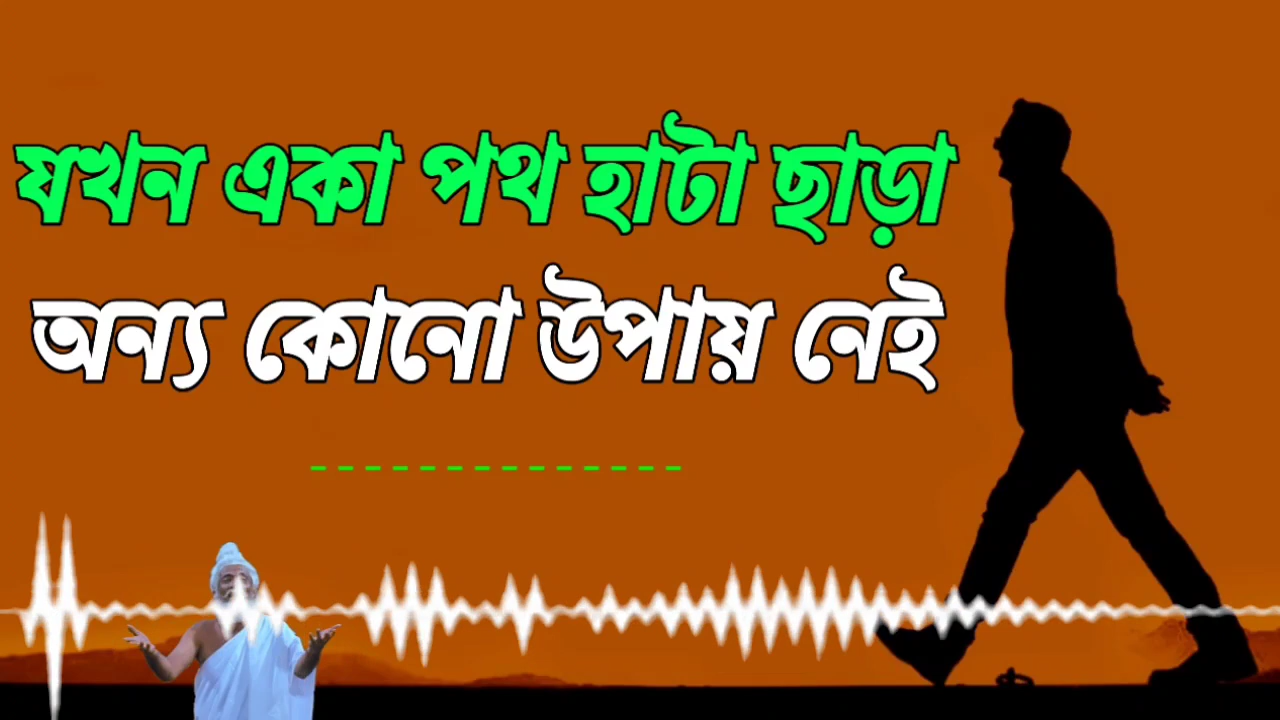 যখন একা পথ হাটা ছাড়া
অন্য কোনো উপায় নেই
--------------